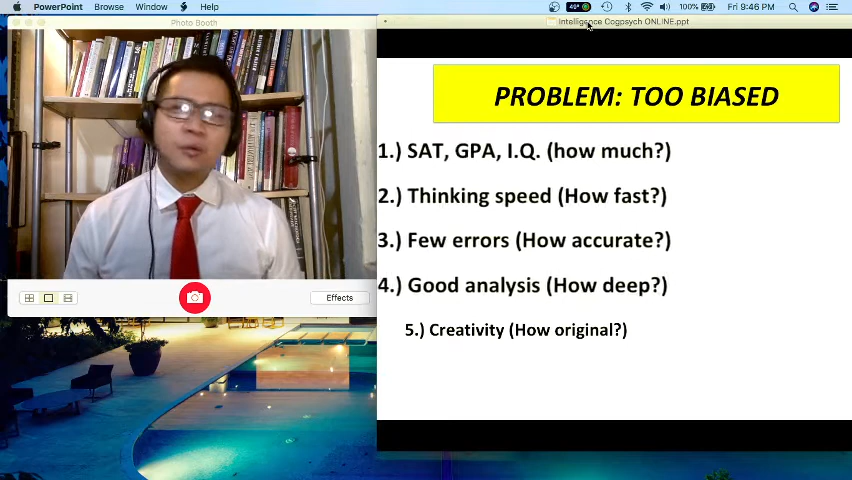 PowerPoint Browse Window Help
49° 100% Fri 9:46 PM
Photo Booth
Intelligence Cogpsych ONLINE.ppt
PROBLEM: TOO BIASED
1.) SAT, GPA, I.Q. (how much?)
2.) Thinking speed (How fast?)
3.) Few errors (How accurate?)
4.) Good analysis (How deep?)
5.) Creativity (How original?)
Effects